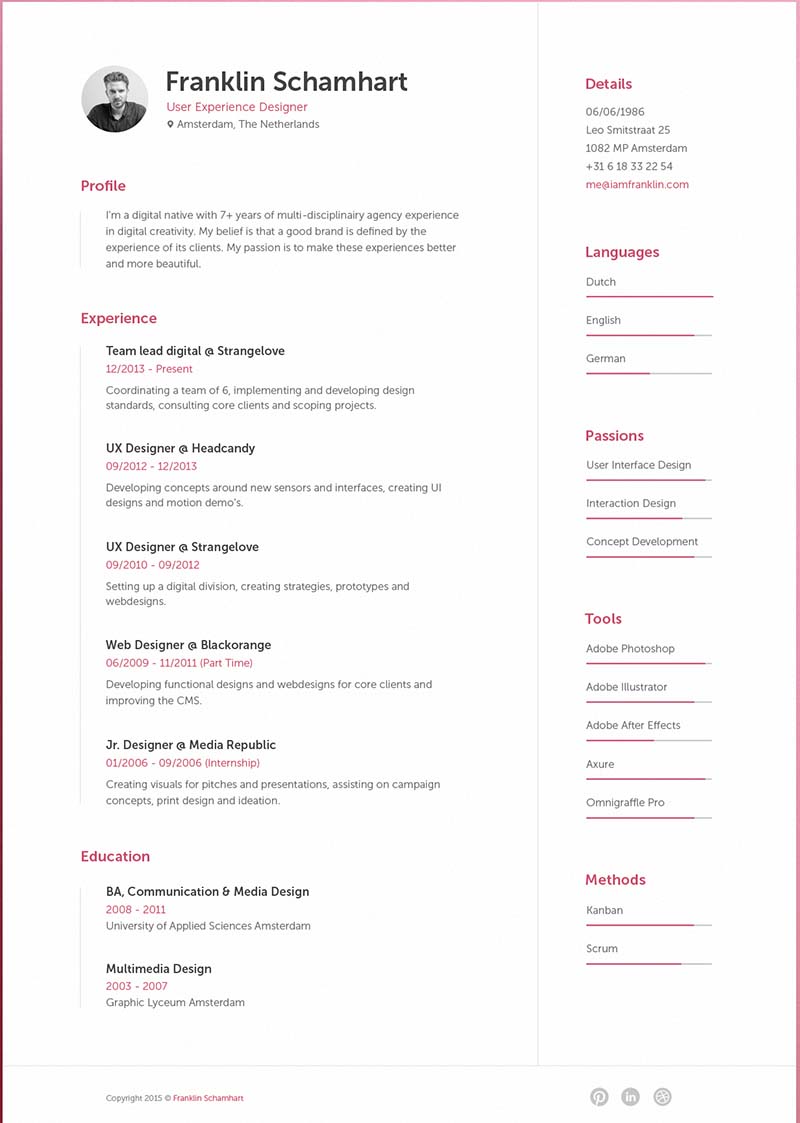 Franklin Schamhart
User Experience Designer
Amsterdam, The Netherlands
Profile
I'm a digital native with 7+ years of multi-disciplinairy agency experience
in digital creativity. My belief is that a good brand is defined by the
experience of its clients. My passion is to make these experiences better
and more beautiful.
Experience
Team lead digital @ Strangelove
12/2013 - Present
Coordinating a team of 6, implementing and developing design
standards, consulting core clients and scoping projects.
UX Designer @ Headcandy
09/2012 - 12/2013
Developing concepts around new sensors and interfaces, creating UI
designs and motion demo's.
UX Designer @ Strangelove
09/2010 - 09/2012
Setting up a digital division, creating strategies, prototypes and
webdesigns.
Web Designer @ Blackorange
06/2009 - 11/2011 (Part Time)
Developing functional designs and webdesigns for core clients and
improving the CMS.
Jr. Designer @ Media Republic
01/2006 - 09/2006 (Internship)
Creating visuals for pitches and presentations, assisting on campaign
concepts, print design and ideation.
Education
BA, Communication & Media Design
2008 - 2011
University of Applied Sciences Amsterdam
Multimedia Design
2003 - 2007
Graphic Lyceum Amsterdam
Details
06/06/1986
Leo Smitstraat 25
1082 MP Amsterdam
+31 6 18 33 22 54
me@iamfranklin.com
Languages
Dutch
English
German
Passions
User Interface Design
Interaction Design
Concept Development
Tools
Adobe Photoshop
Adobe Illustrator
Adobe After Effects
Axure
Omnigraffle Pro
Methods
Kanban
Scrum
Copyright 2015 © Franklin Schamhart
in